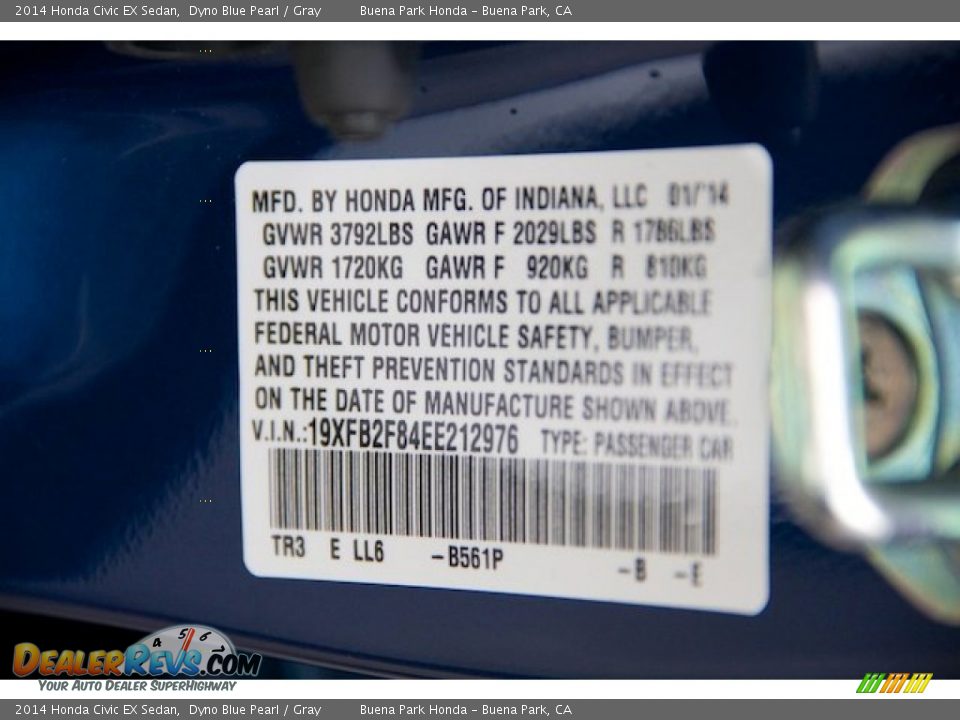 2014 Honda Civic EX Sedan, Dyno Blue Pearl / Gray Buena Park Honda - Buena Park, CA
MFD. BY HONDA MFG. OF INDIANA, LLC 01/'14
GVWR 3792LBS GAWR F 2029LBS R 1786LBS
GVWR 1720KG GAWR F 920KG R 810KG
THIS VEHICLE CONFORMS TO ALL APPLICABLE
FEDERAL MOTOR VEHICLE SAFETY, BUMPER,
AND THEFT PREVENTION STANDARDS IN EFFECT
ON THE DATE OF MANUFACTURE SHOWN ABOVE.
V.I.N.:19XFB2F84EE212976 TYPE: PASSENGER CAR
TR3 E LL6 -B561P -B -E
4 5 6
DEALERREVS.COM
YOUR AUTO DEALER SUPERHIGHWAY
2014 Honda Civic EX Sedan, Dyno Blue Pearl / Gray Buena Park Honda - Buena Park, CA